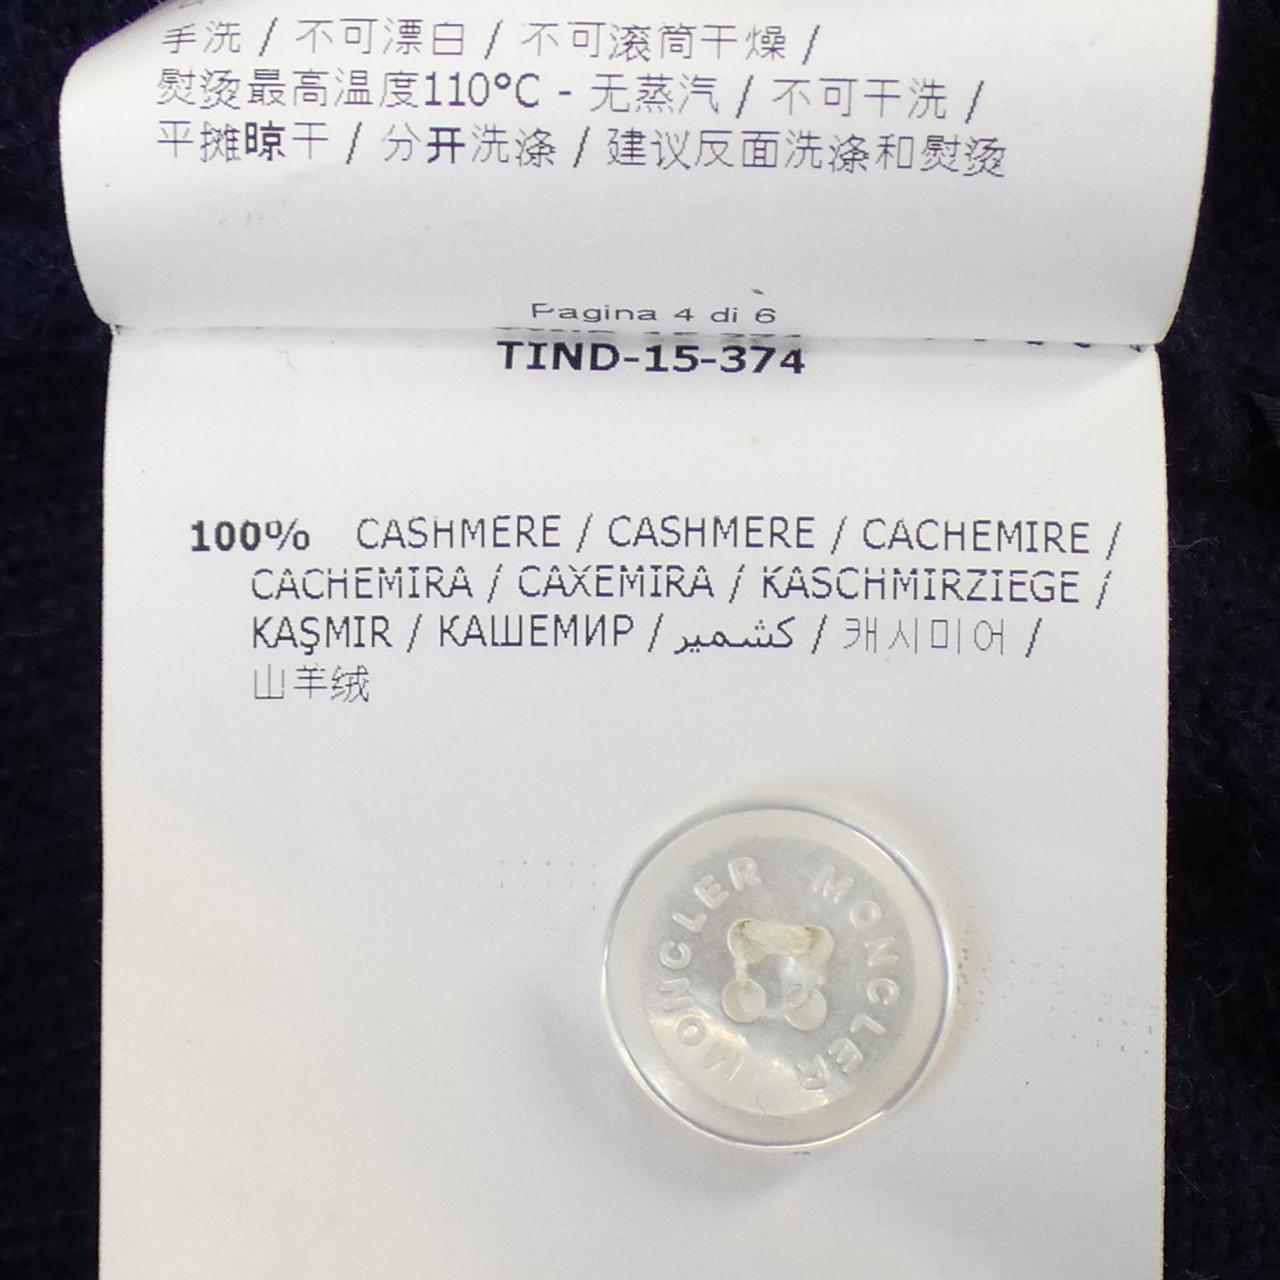 手洗 / 不可漂白 / 不可滚筒干燥 /
熨烫最高温度110°C - 无蒸汽 / 不可干洗 /
平摊晾干 / 分开洗涤 / 建议反面洗涤和熨烫
Pagina 4 di 6
TIND-15-374
100% CASHMERE / CASHMERE / CACHEMIRE /
CACHEMIRA / CAXEMIRA / KASCHMIRZIEGE /
KAŞMIR / КАШЕМИР / كشمير / 캐시미어 /
山羊绒
MONCLER MONCLER